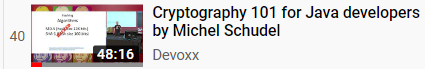 40
Hashing
Algorithms
48:16
Cryptography 101 for Java developers
by Michel Schudel
Devoxx